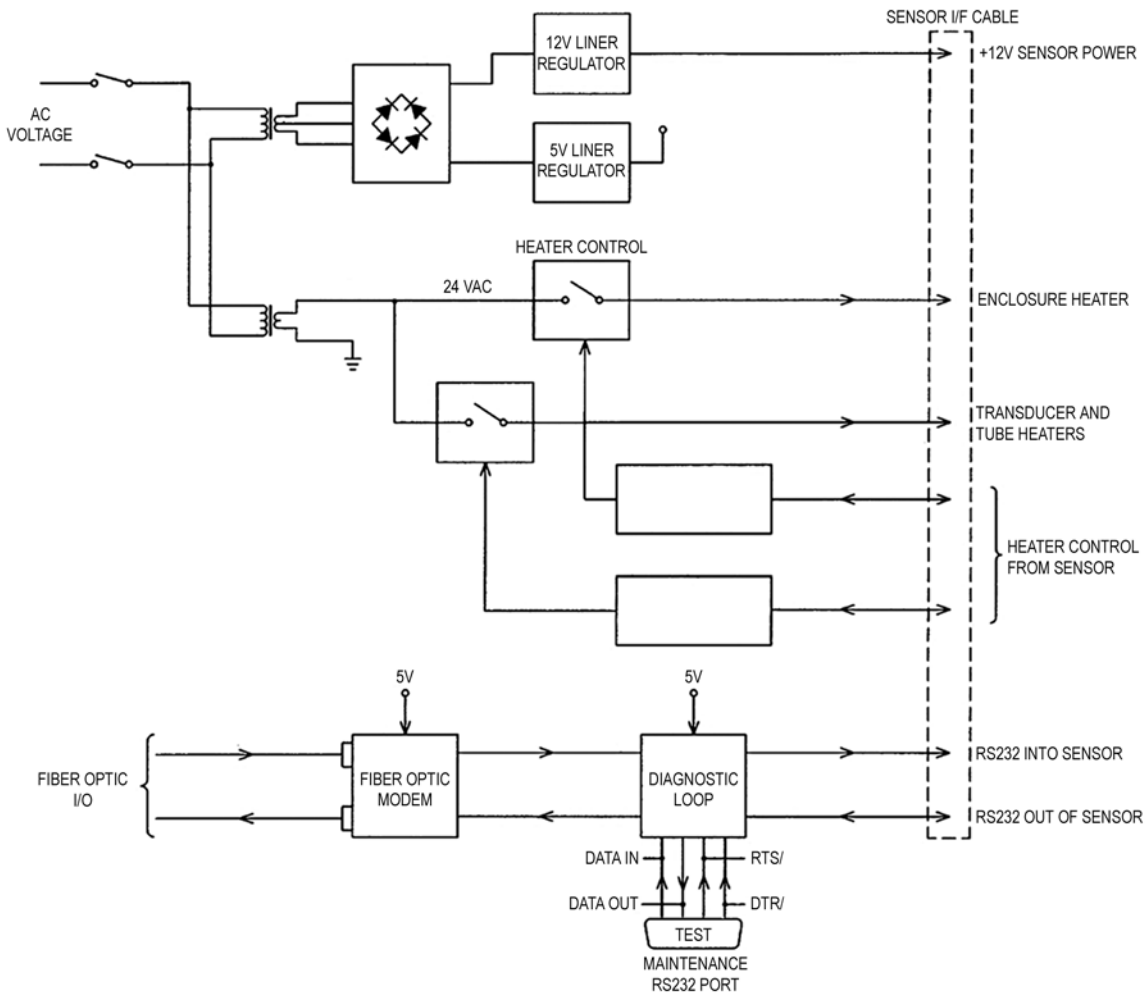 SENSOR I/F CABLE
12V LINER
REGULATOR
+12V SENSOR POWER
AC
VOLTAGE
5V LINER
REGULATOR
HEATER CONTROL
24 VAC
ENCLOSURE HEATER
TRANSDUCER AND
TUBE HEATERS
HEATER CONTROL
FROM SENSOR
5V
5V
FIBER OPTIC
I/O
FIBER OPTIC
MODEM
DIAGNOSTIC
LOOP
RS232 INTO SENSOR
RS232 OUT OF SENSOR
DATA IN
RTS/
DATA OUT
DTR/
TEST
MAINTENANCE
RS232 PORT